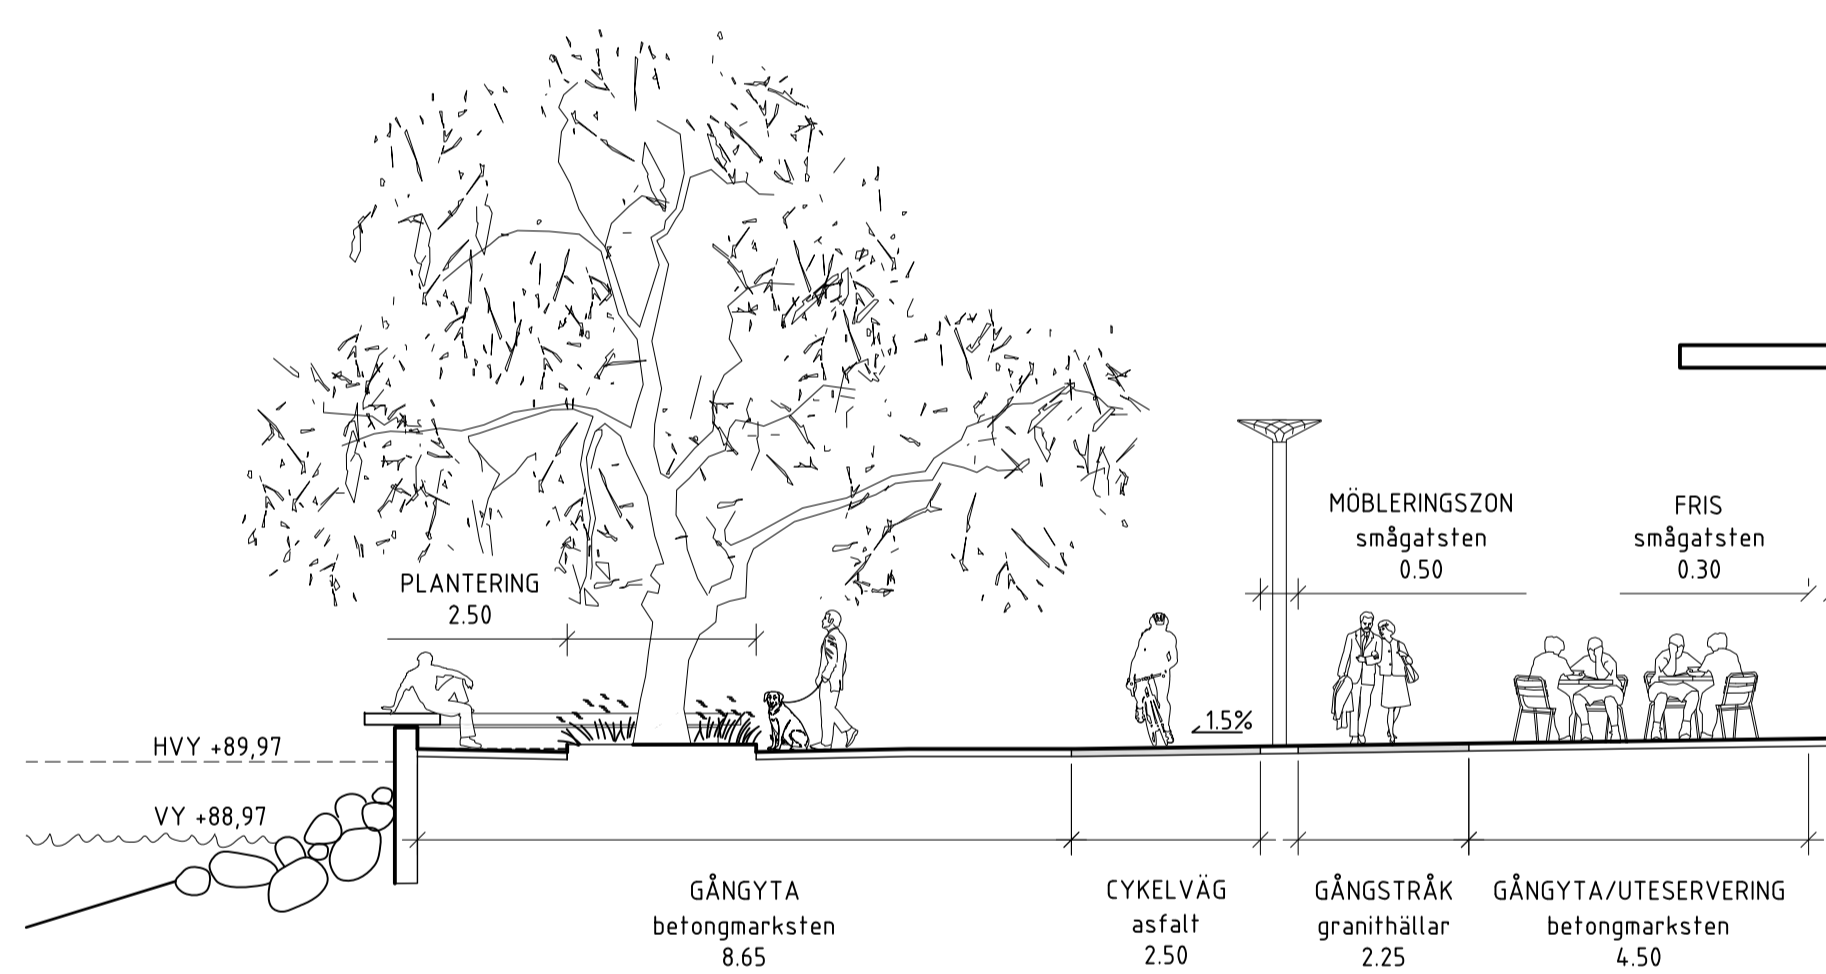 MÖBLERINGSZON
smågatsten
0.50
FRIS
smågatsten
0.30
PLANTERING
2.50
1.5%
HVY +89,97
VY +88,97
GÅNGYTA
betongmarksten
8.65
CYKELVÄG
asfalt
2.50
GÅNGSTRÅK
granithällar
2.25
GÅNGYTA/UTESERVERING
betongmarksten
4.50